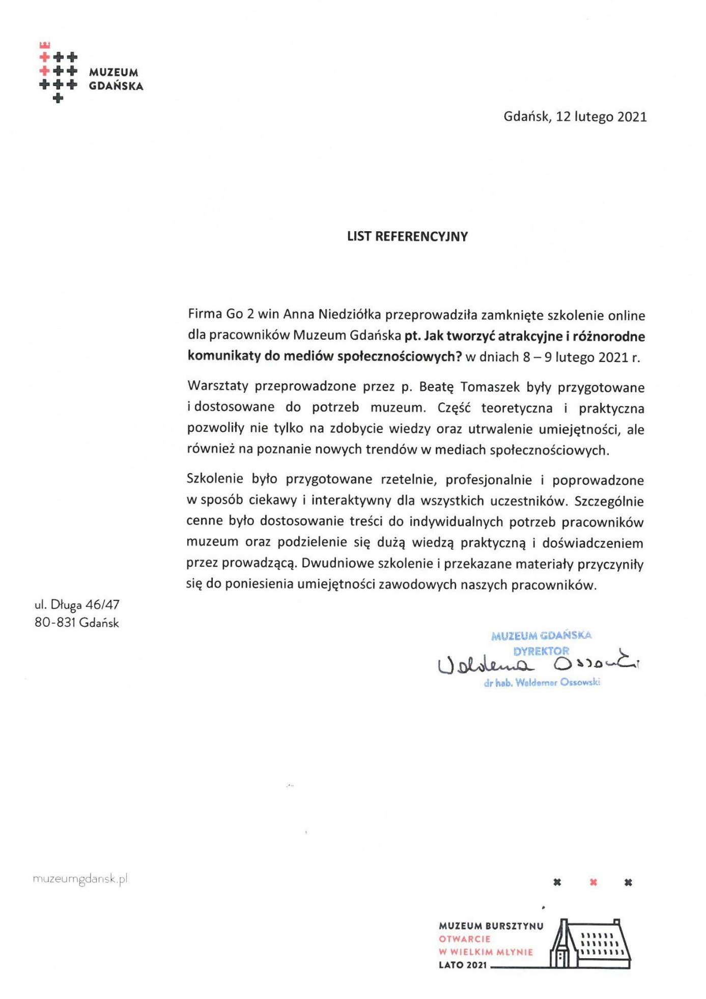 MUZEUM
GDAŃSKA
Gdańsk, 12 lutego 2021
LIST REFERENCYJNY
Firma Go 2 win Anna Niedziółka przeprowadziła zamknięte szkolenie online
dla pracowników Muzeum Gdańska pt. Jak tworzyć atrakcyjne i różnorodne
komunikaty do mediów społecznościowych? w dniach 8 – 9 lutego 2021 r.
Warsztaty przeprowadzone przez p. Beatę Tomaszek były przygotowane
i dostosowane do potrzeb muzeum. Część teoretyczna i praktyczna
pozwoliły nie tylko na zdobycie wiedzy oraz utrwalenie umiejętności, ale
również na poznanie nowych trendów w mediach społecznościowych.
Szkolenie było przygotowane rzetelnie, profesjonalnie i poprowadzone
w sposób ciekawy i interaktywny dla wszystkich uczestników. Szczególnie
cenne było dostosowanie treści do indywidualnych potrzeb pracowników
muzeum oraz podzielenie się dużą wiedzą praktyczną i doświadczeniem
przez prowadzącą. Dwudniowe szkolenie i przekazane materiały przyczyniły
się do poniesienia umiejętności zawodowych naszych pracowników.
ul. Długa 46/47
80-831 Gdańsk
MUZEUM GDAŃSKA
DYREKTOR
Waldemar Ossowski
dr hab. Waldemar Ossowski
muzeumgdansk.pl
MUZEUM BURSZTYNU
OTWARCIE
W WIELKIM MŁYNIE
LATO 2021